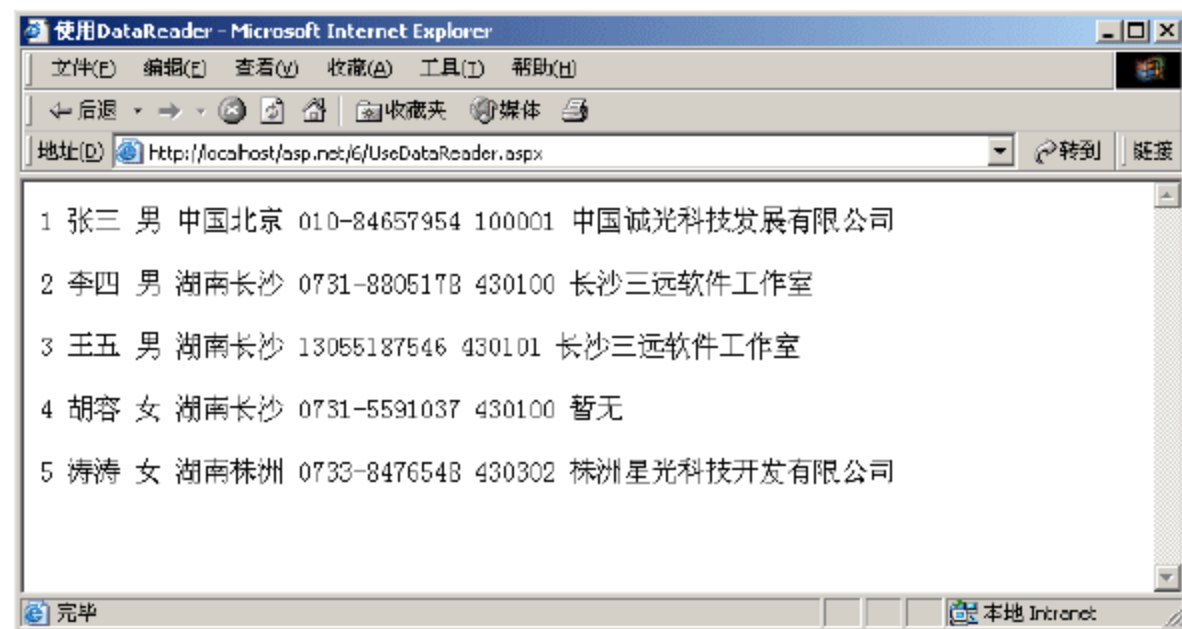 使用DataReader - Microsoft Internet Explorer
文件(F) 编辑(E) 查看(V) 收藏(A) 工具(T) 帮助(H)
后退 收藏夹 媒体
地址(D) http://localhost/asp.net/6/UseDataReader.aspx 转到 链接
1 张三 男 中国北京 010-84657954 100001 中国诚光科技发展有限公司
2 李四 男 湖南长沙 0731-8805178 430100 长沙三远软件工作室
3 王五 男 湖南长沙 13055187546 430101 长沙三远软件工作室
4 胡容 女 湖南长沙 0731-5591037 430100 暂无
5 涛涛 女 湖南株洲 0733-8476548 430302 株洲星光科技开发有限公司
完毕 本地 Intranet